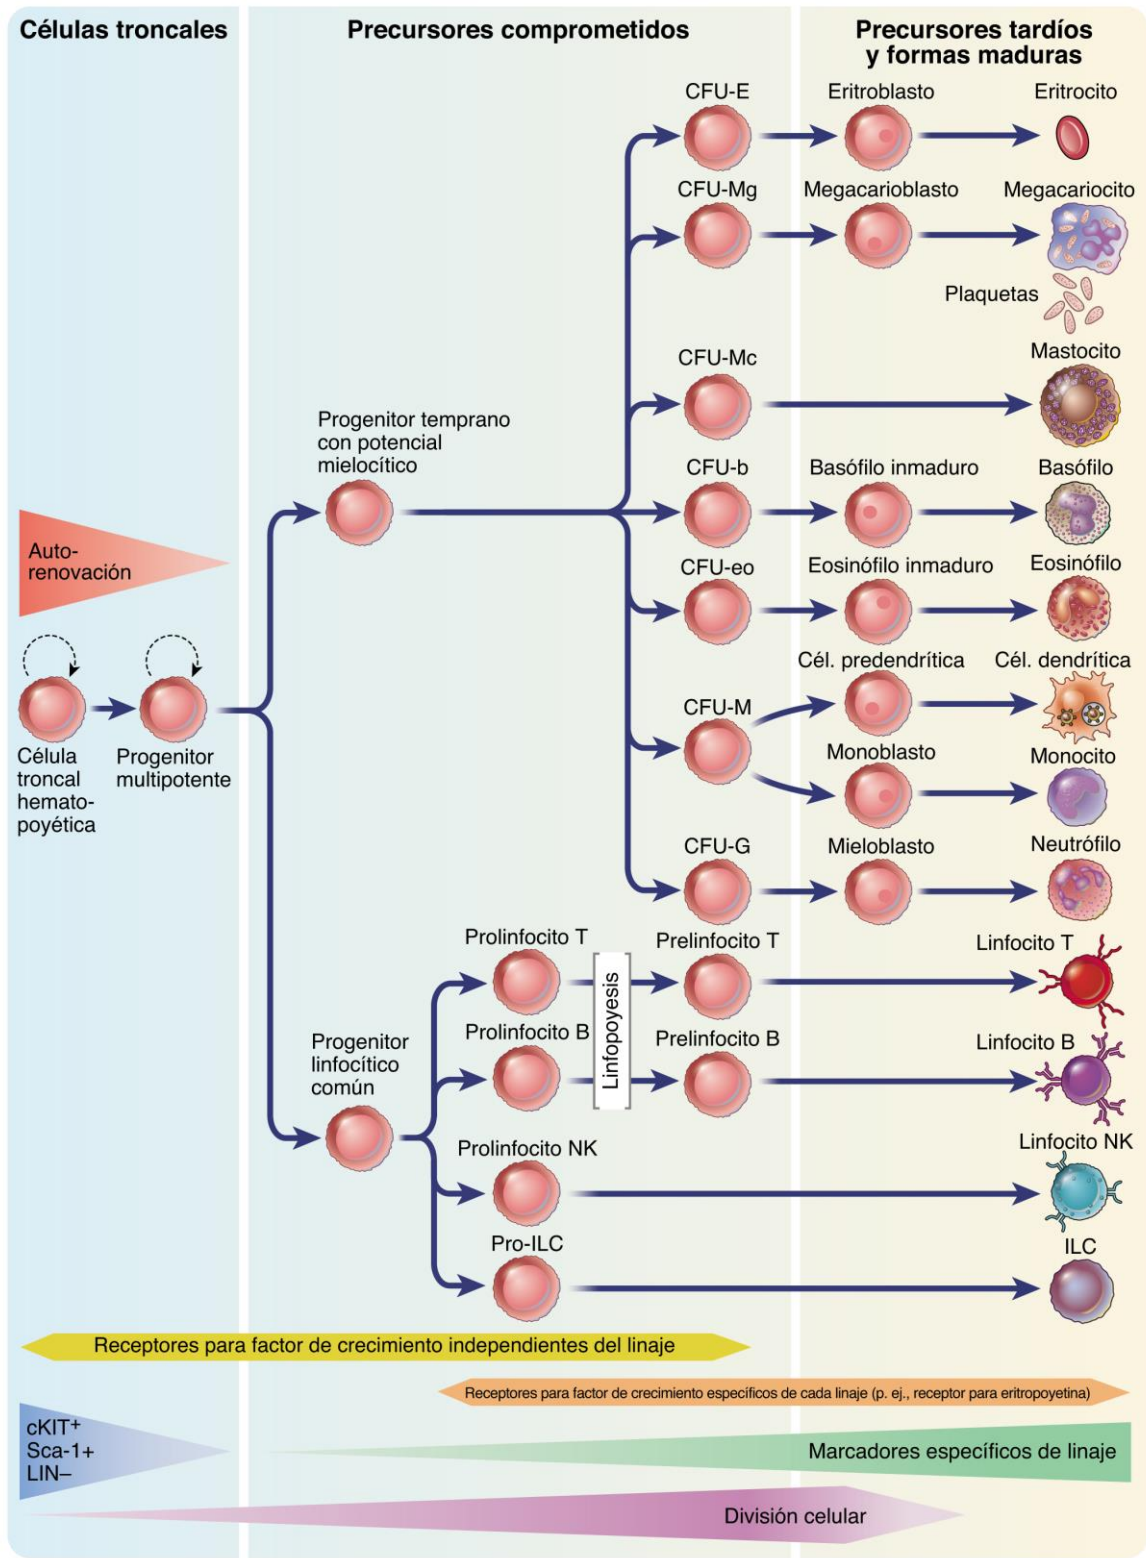 Células troncales
Precursores comprometidos
Precursores tardíos
y formas maduras
CFU-E
Eritroblasto
Eritrocito
CFU-Mg
Megacarioblasto
Megacariocito
Plaquetas
CFU-Mc
Mastocito
Progenitor temprano
con potencial
mielocítico
CFU-b
Basófilo inmaduro
Basófilo
Auto-
renovación
CFU-eo
Eosinófilo inmaduro
Eosinófilo
Cél. predendrítica
Cél. dendrítica
CFU-M
Célula
troncal
hemato-
poyética
Progenitor
multipotente
Monoblasto
Monocito
CFU-G
Mieloblasto
Neutrófilo
Prolinfocito T
Prelinfocito T
Linfocito T
Linfopoyesis
Progenitor
linfocítico
común
Prolinfocito B
Prelinfocito B
Linfocito B
Prolinfocito NK
Linfocito NK
Pro-ILC
ILC
Receptores para factor de crecimiento independientes del linaje
Receptores para factor de crecimiento específicos de cada linaje (p. ej., receptor para eritropoyetina)
cKIT+
Sca-1+
LIN–
Marcadores específicos de linaje
División celular